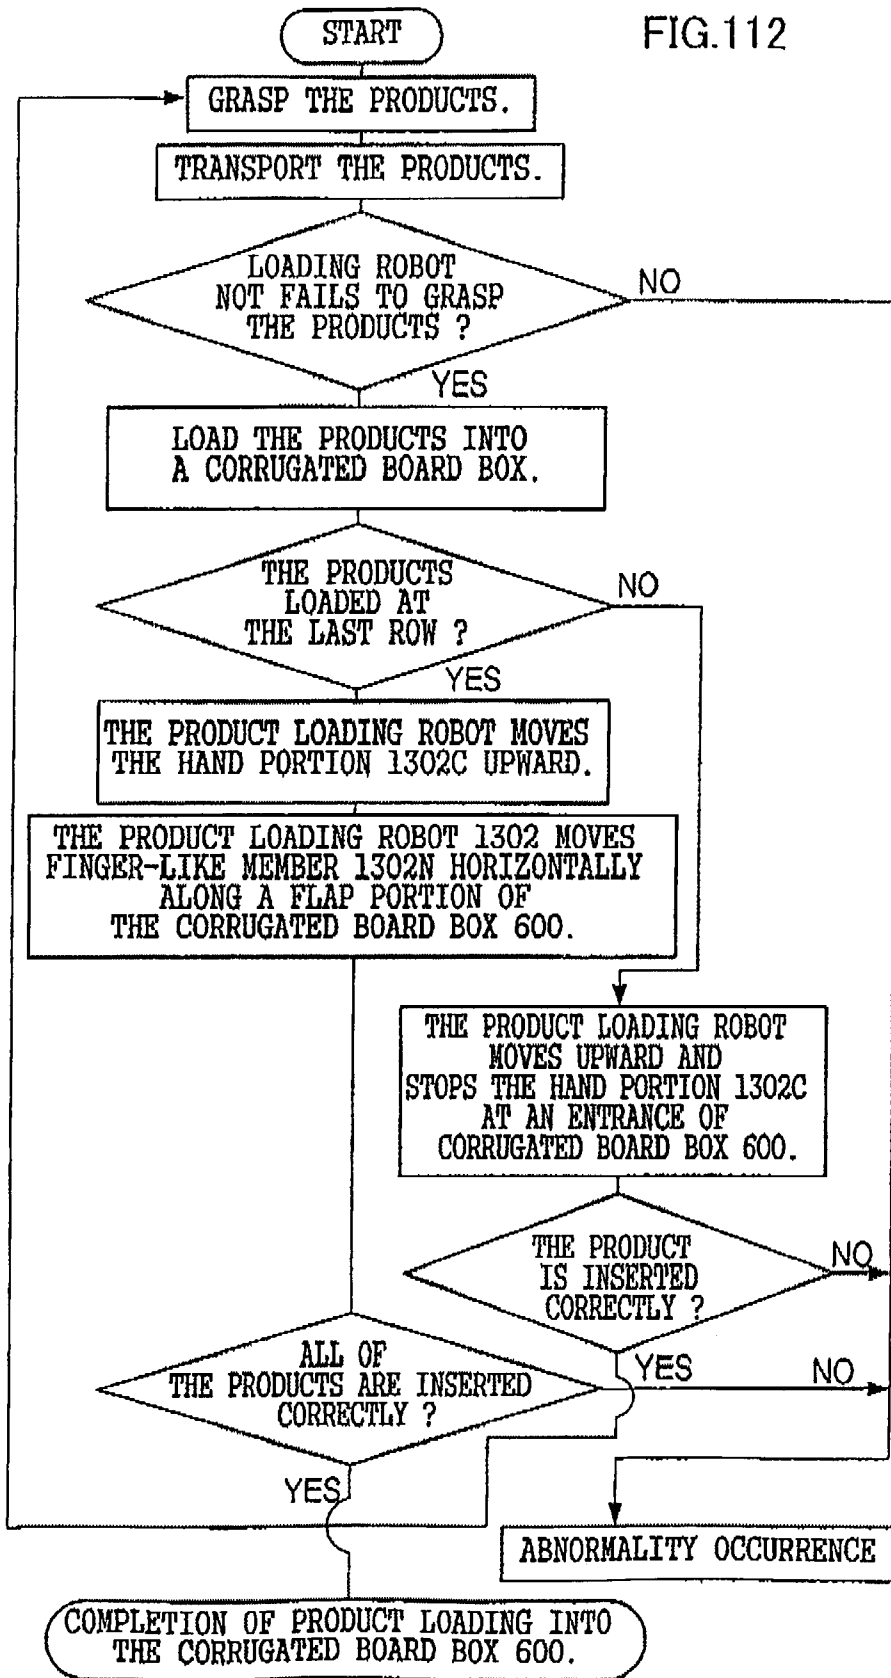 FIG.112
START
GRASP THE PRODUCTS.
TRANSPORT THE PRODUCTS.
LOADING ROBOT
NOT FAILS TO GRASP
THE PRODUCTS ?
NO
YES
LOAD THE PRODUCTS INTO
A CORRUGATED BOARD BOX.
THE PRODUCTS
LOADED AT
THE LAST ROW ?
NO
YES
THE PRODUCT LOADING ROBOT MOVES
THE HAND PORTION 1302C UPWARD.
THE PRODUCT LOADING ROBOT 1302 MOVES
FINGER-LIKE MEMBER 1302N HORIZONTALLY
ALONG A FLAP PORTION OF
THE CORRUGATED BOARD BOX 600.
THE PRODUCT LOADING ROBOT
MOVES UPWARD AND
STOPS THE HAND PORTION 1302C
AT AN ENTRANCE OF
CORRUGATED BOARD BOX 600.
THE PRODUCT
IS INSERTED
CORRECTLY ?
NO
YES
ALL OF
THE PRODUCTS ARE INSERTED
CORRECTLY ?
NO
YES
ABNORMALITY OCCURRENCE
COMPLETION OF PRODUCT LOADING INTO
THE CORRUGATED BOARD BOX 600.